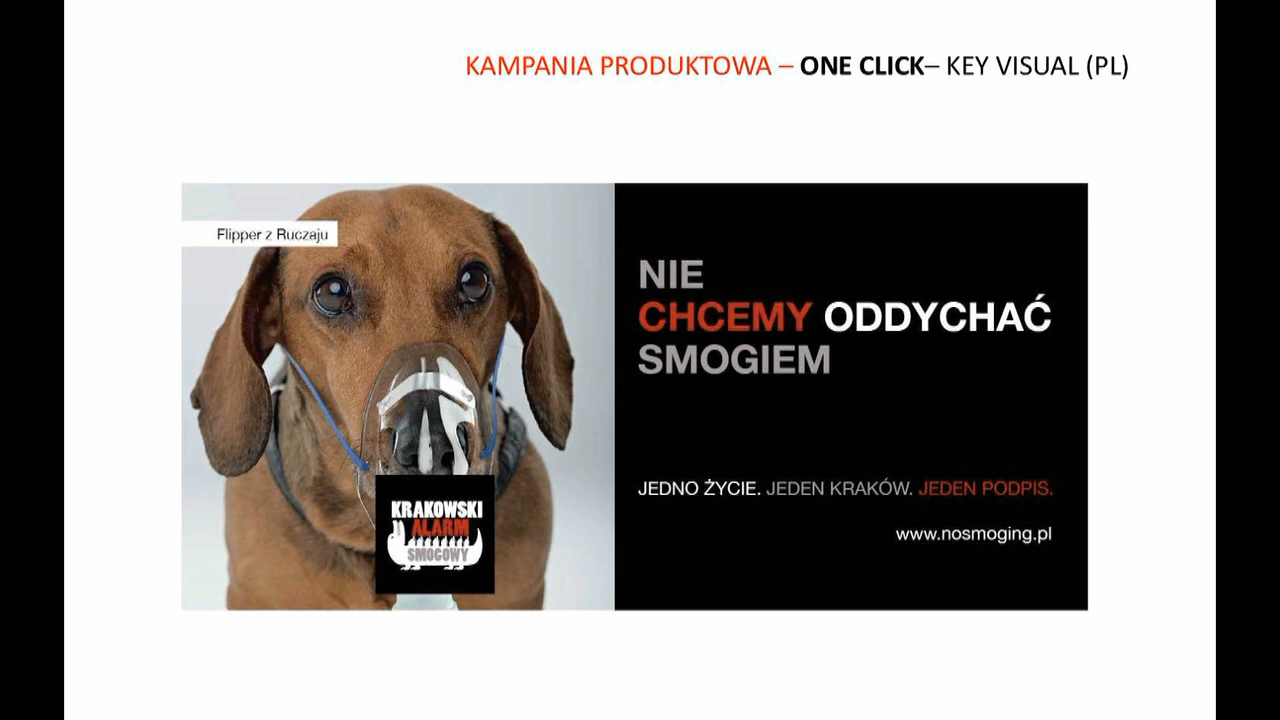 KAMPANIA PRODUKTOWA – ONE CLICK– KEY VISUAL (PL)
Flipper z Ruczaju
NIE
CHCEMY ODDYCHAĆ
SMOGIEM
JEDNO ŻYCIE. JEDEN KRAKÓW. JEDEN PODPIS.
www.nosmoging.pl
KRAKOWSKI
ALARM
SMOGOWY